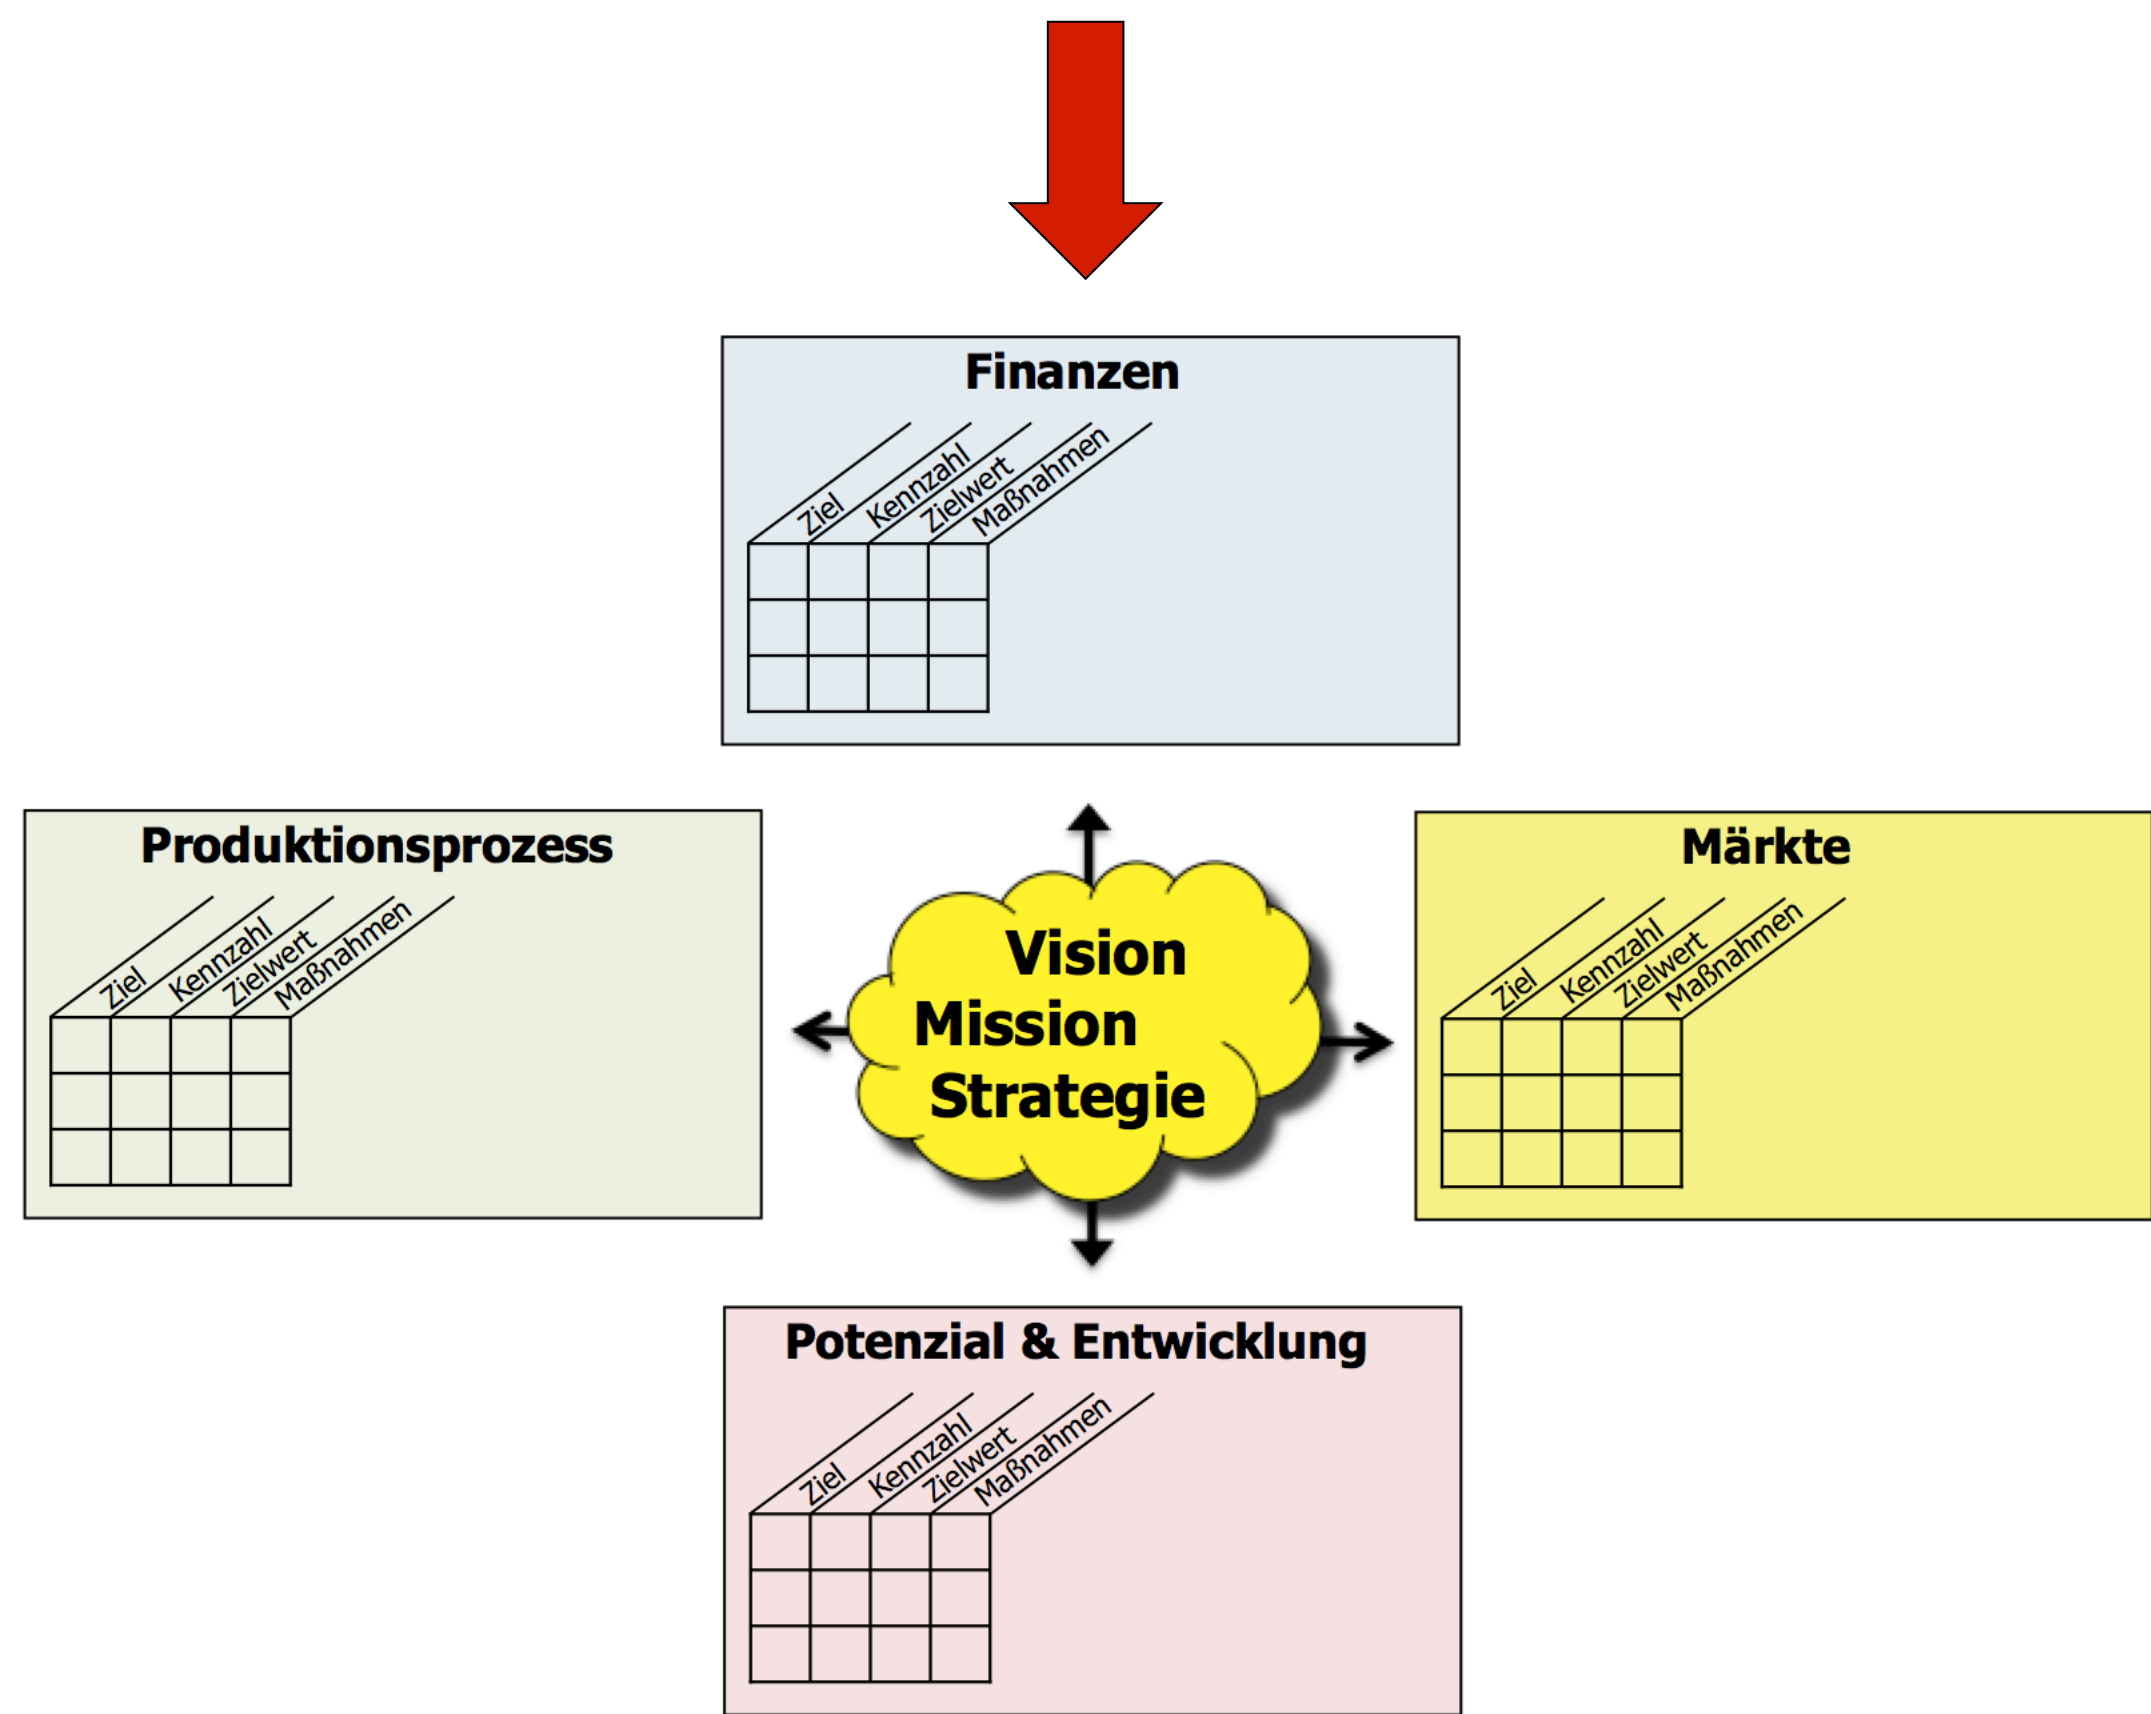 Finanzen
Ziel
Kennzahl
Zielwert
Maßnahmen
Produktionsprozess
Ziel
Kennzahl
Zielwert
Maßnahmen
Vision
Mission
Strategie
Märkte
Ziel
Kennzahl
Zielwert
Maßnahmen
Potenzial & Entwicklung
Ziel
Kennzahl
Zielwert
Maßnahmen